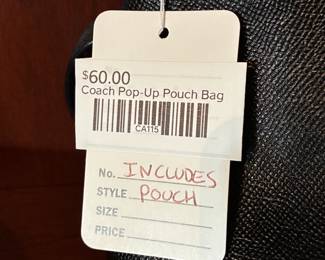 $60.00
Coach Pop-Up Pouch Bag
CA115
No. INCLUDES
STYLE POUCH
SIZE
PRICE